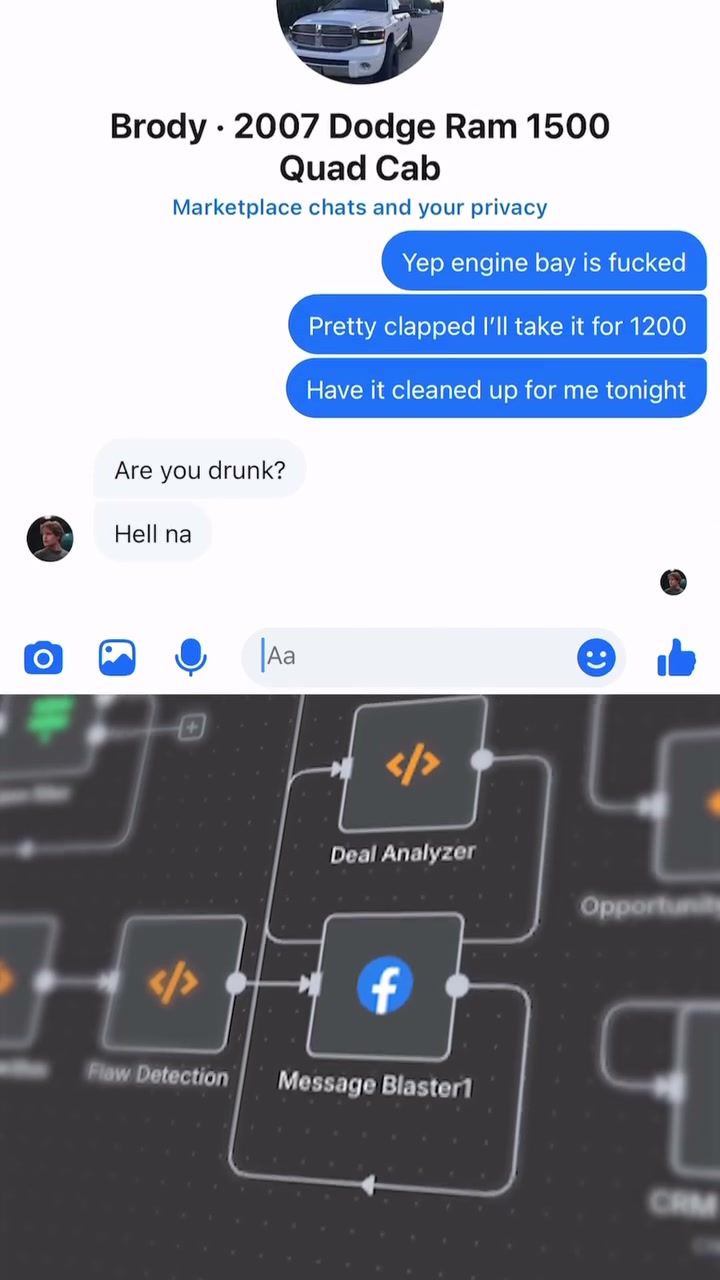 Brody · 2007 Dodge Ram 1500
Quad Cab
Marketplace chats and your privacy
Yep engine bay is fucked
Pretty clapped I’ll take it for 1200
Have it cleaned up for me tonight
Are you drunk?
Hell na
Aa
</>
Deal Analyzer
Opportunity
</>
f
Flaw Detection
Message Blaster1
CRM